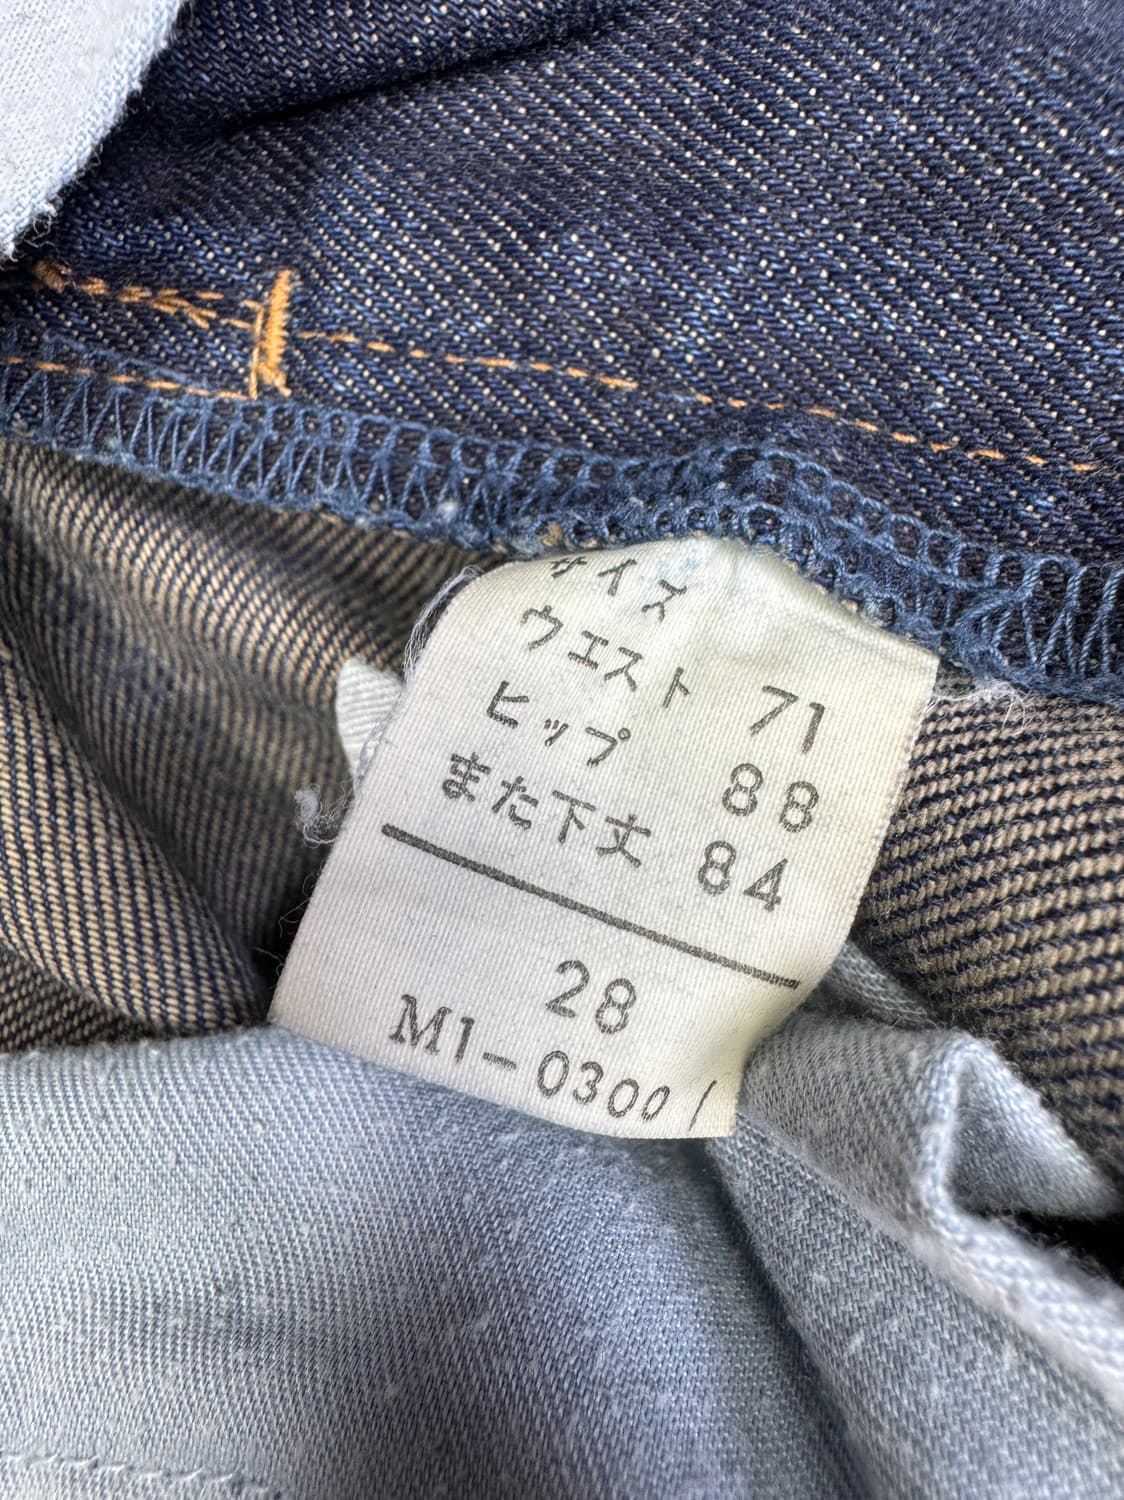 サイズ
ウエスト 71
ヒップ 88
また下丈 84
28
M1-0300 /